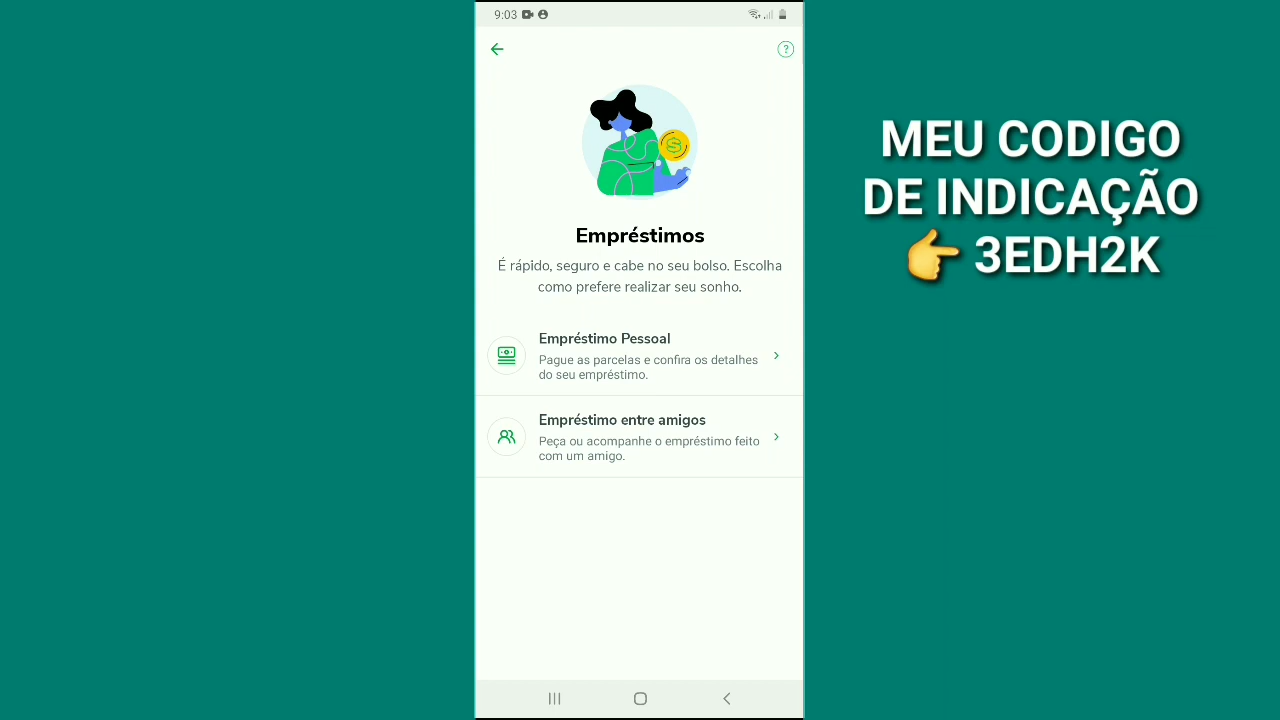 9:03
Empréstimos
É rápido, seguro e cabe no seu bolso. Escolha
como prefere realizar seu sonho.
Empréstimo Pessoal
Pague as parcelas e confira os detalhes
do seu empréstimo.
Empréstimo entre amigos
Peça ou acompanhe o empréstimo feito
com um amigo.
MEU CODIGO
DE INDICAÇÃO
👉 3EDH2K